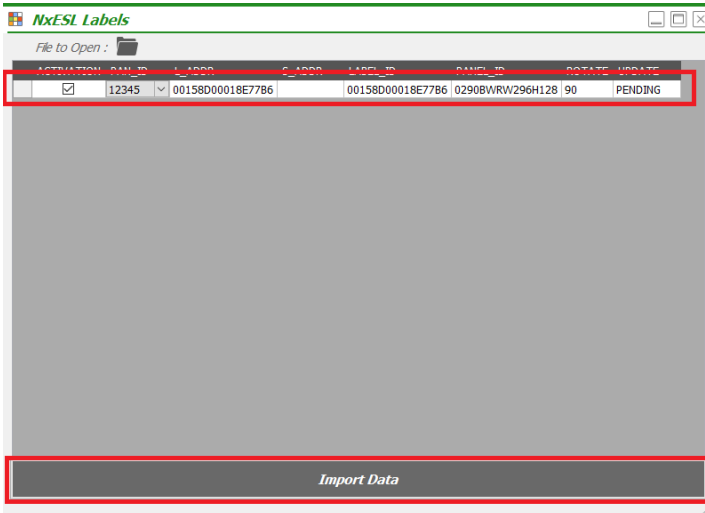 NxESL Labels
File to Open :
ACTIVATION PAN_ID L_ADDR S_ADDR LABEL_ID PANEL_ID ROTATE UPDATE
12345 00158D00018E77B6 00158D00018E77B6 0290BWRW296H128 90 PENDING
Import Data